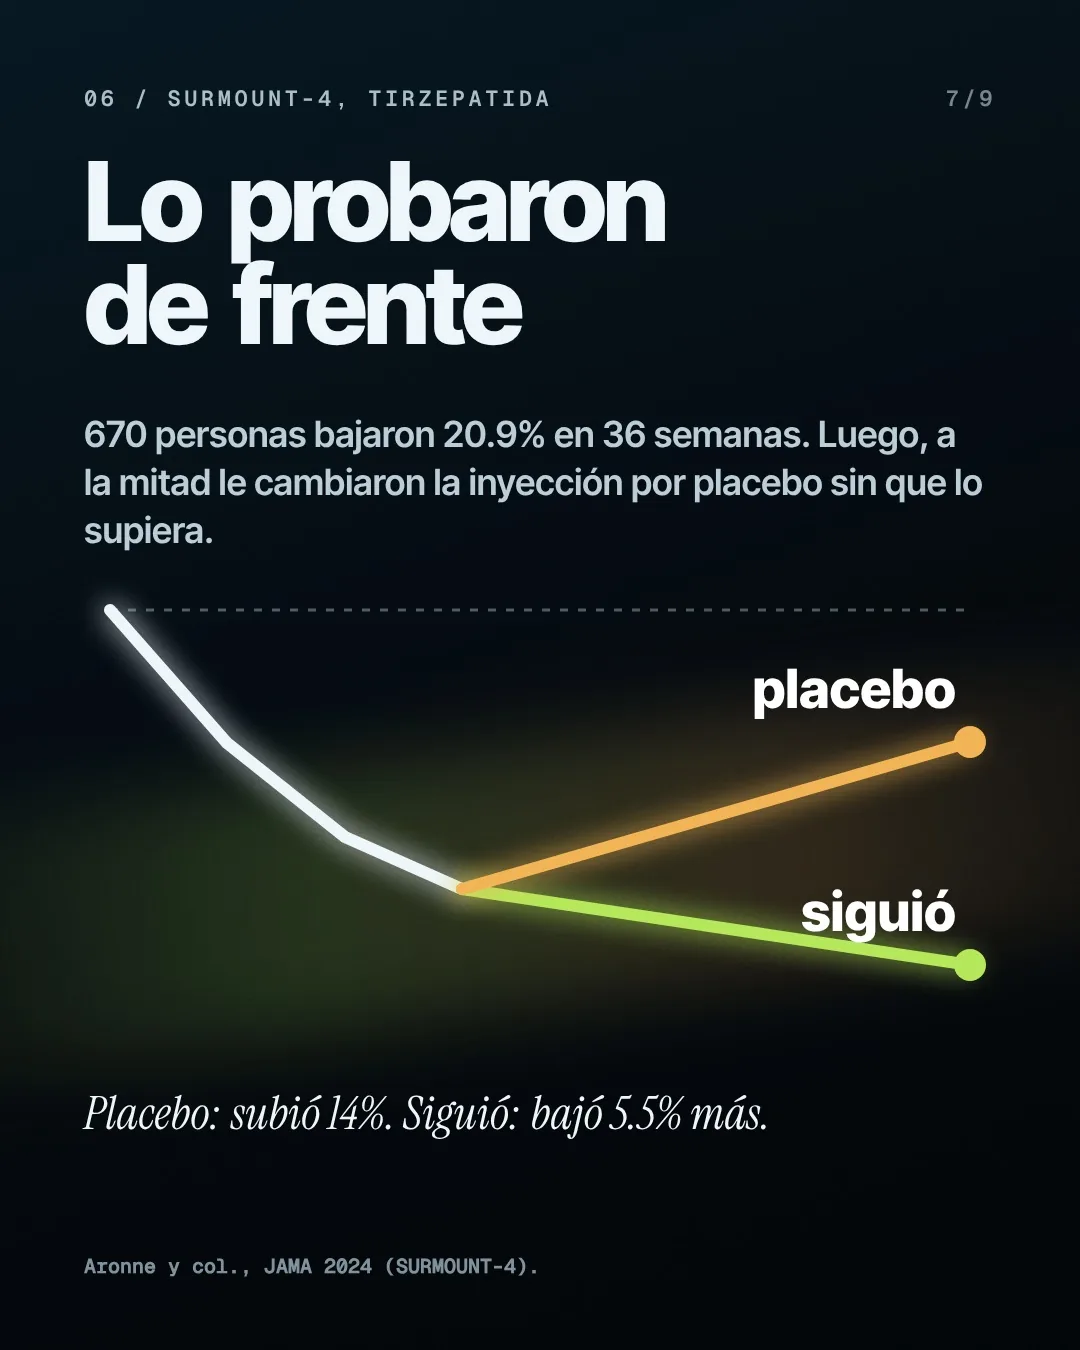 06 / SURMOUNT-4, TIRZEPATIDA
7/9
Lo probaron
de frente
670 personas bajaron 20.9% en 36 semanas. Luego, a
la mitad le cambiaron la inyección por placebo sin que lo
supiera.
placebo
siguió
Placebo: subió 14%. Siguió: bajó 5.5% más.
Aronne y col., JAMA 2024 (SURMOUNT-4).